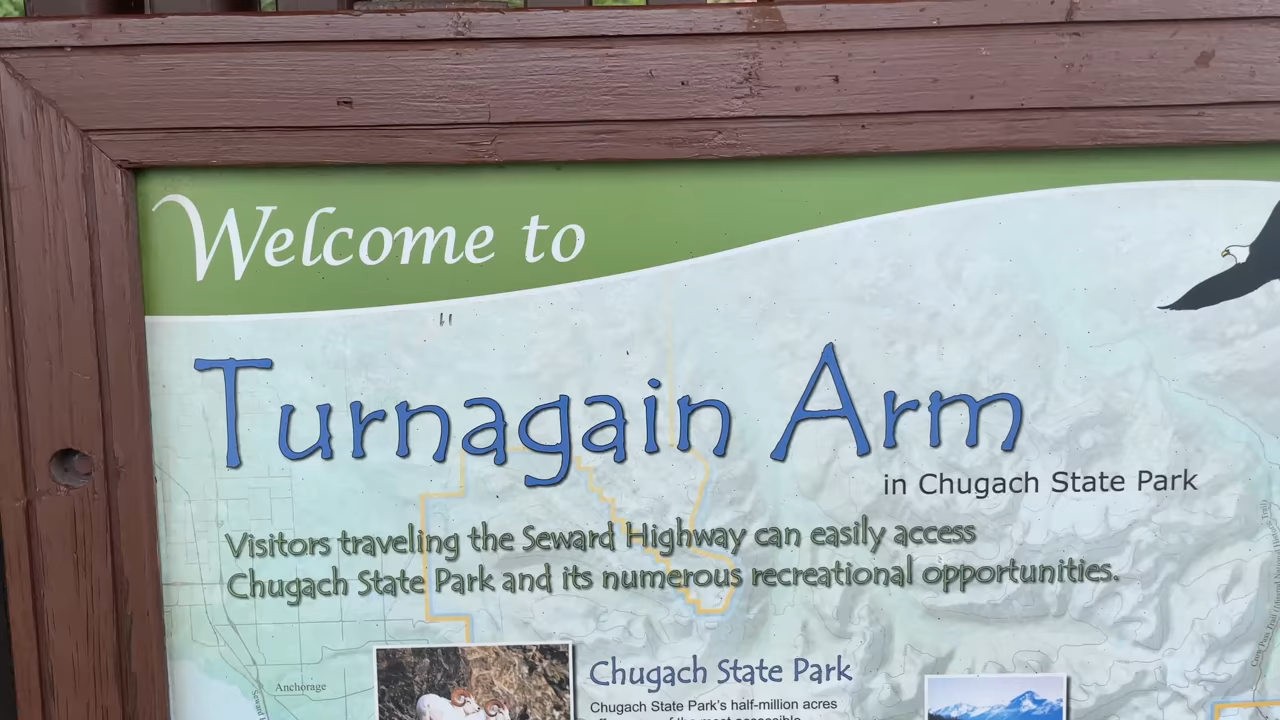 Welcome to
Turnagain Arm
in Chugach State Park
Visitors traveling the Seward Highway can easily access
Chugach State Park and its numerous recreational opportunities.
Chugach State Park
Chugach State Park's half-million acres
Anchorage